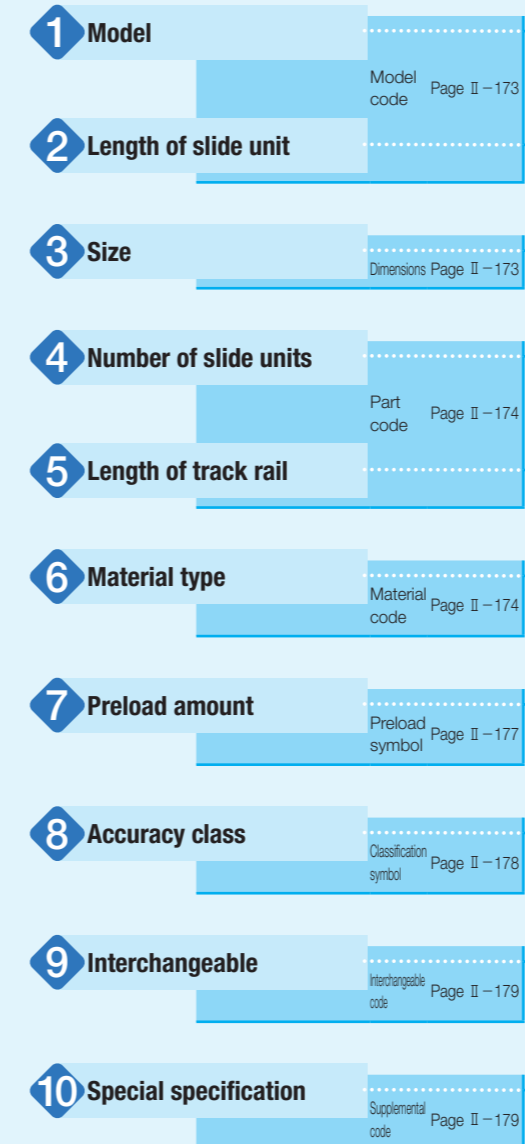 1 Model
Model
code Page Ⅱ－173
2 Length of slide unit
3 Size
Dimensions Page Ⅱ－173
4 Number of slide units
Part
code Page Ⅱ－174
5 Length of track rail
6 Material type
Material
code Page Ⅱ－174
7 Preload amount
Preload
symbol Page Ⅱ－177
8 Accuracy class
Classification
symbol Page Ⅱ－178
9 Interchangeable
Interchangeable
code Page Ⅱ－179
10 Special specification
Supplemental
code Page Ⅱ－179